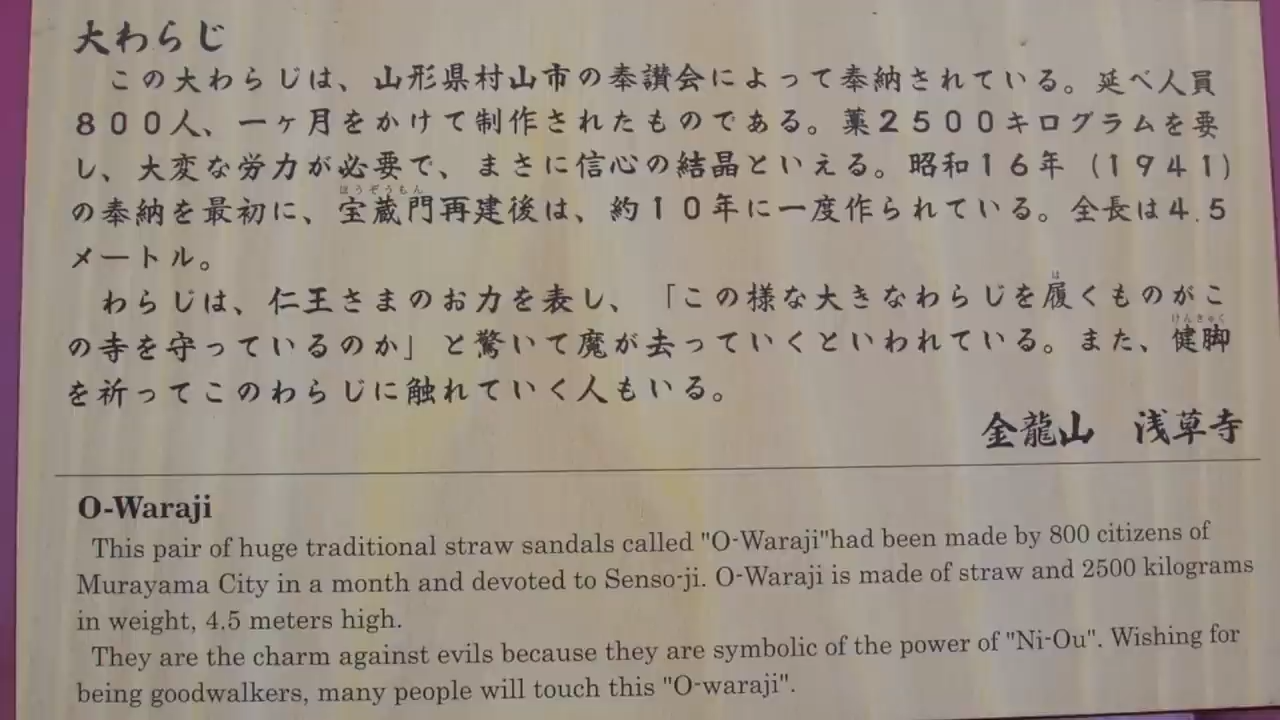 大わらじ
この大わらじは、山形県村山市の奉讃会によって奉納されている。延べ人員
８００人、一ヶ月をかけて制作されたものである。藁２５００キログラムを要
し、大変な労力が必要で、まさに信心の結晶といえる。昭和１６年（１９４１）
ほうぞうもん
の奉納を最初に、宝蔵門再建後は、約１０年に一度作られている。全長は４.５
メートル。
は
わらじは、仁王さまのお力を表し、「この様な大きなわらじを履くものがこ
けんきゃく
の寺を守っているのか」と驚いて魔が去っていくといわれている。また、健脚
を祈ってこのわらじに触れていく人もいる。
金龍山　浅草寺
O-Waraji
This pair of huge traditional straw sandals called "O-Waraji"had been made by 800 citizens of
Murayama City in a month and devoted to Senso-ji. O-Waraji is made of straw and 2500 kilograms
in weight, 4.5 meters high.
They are the charm against evils because they are symbolic of the power of "Ni-Ou". Wishing for
being goodwalkers, many people will touch this "O-waraji".